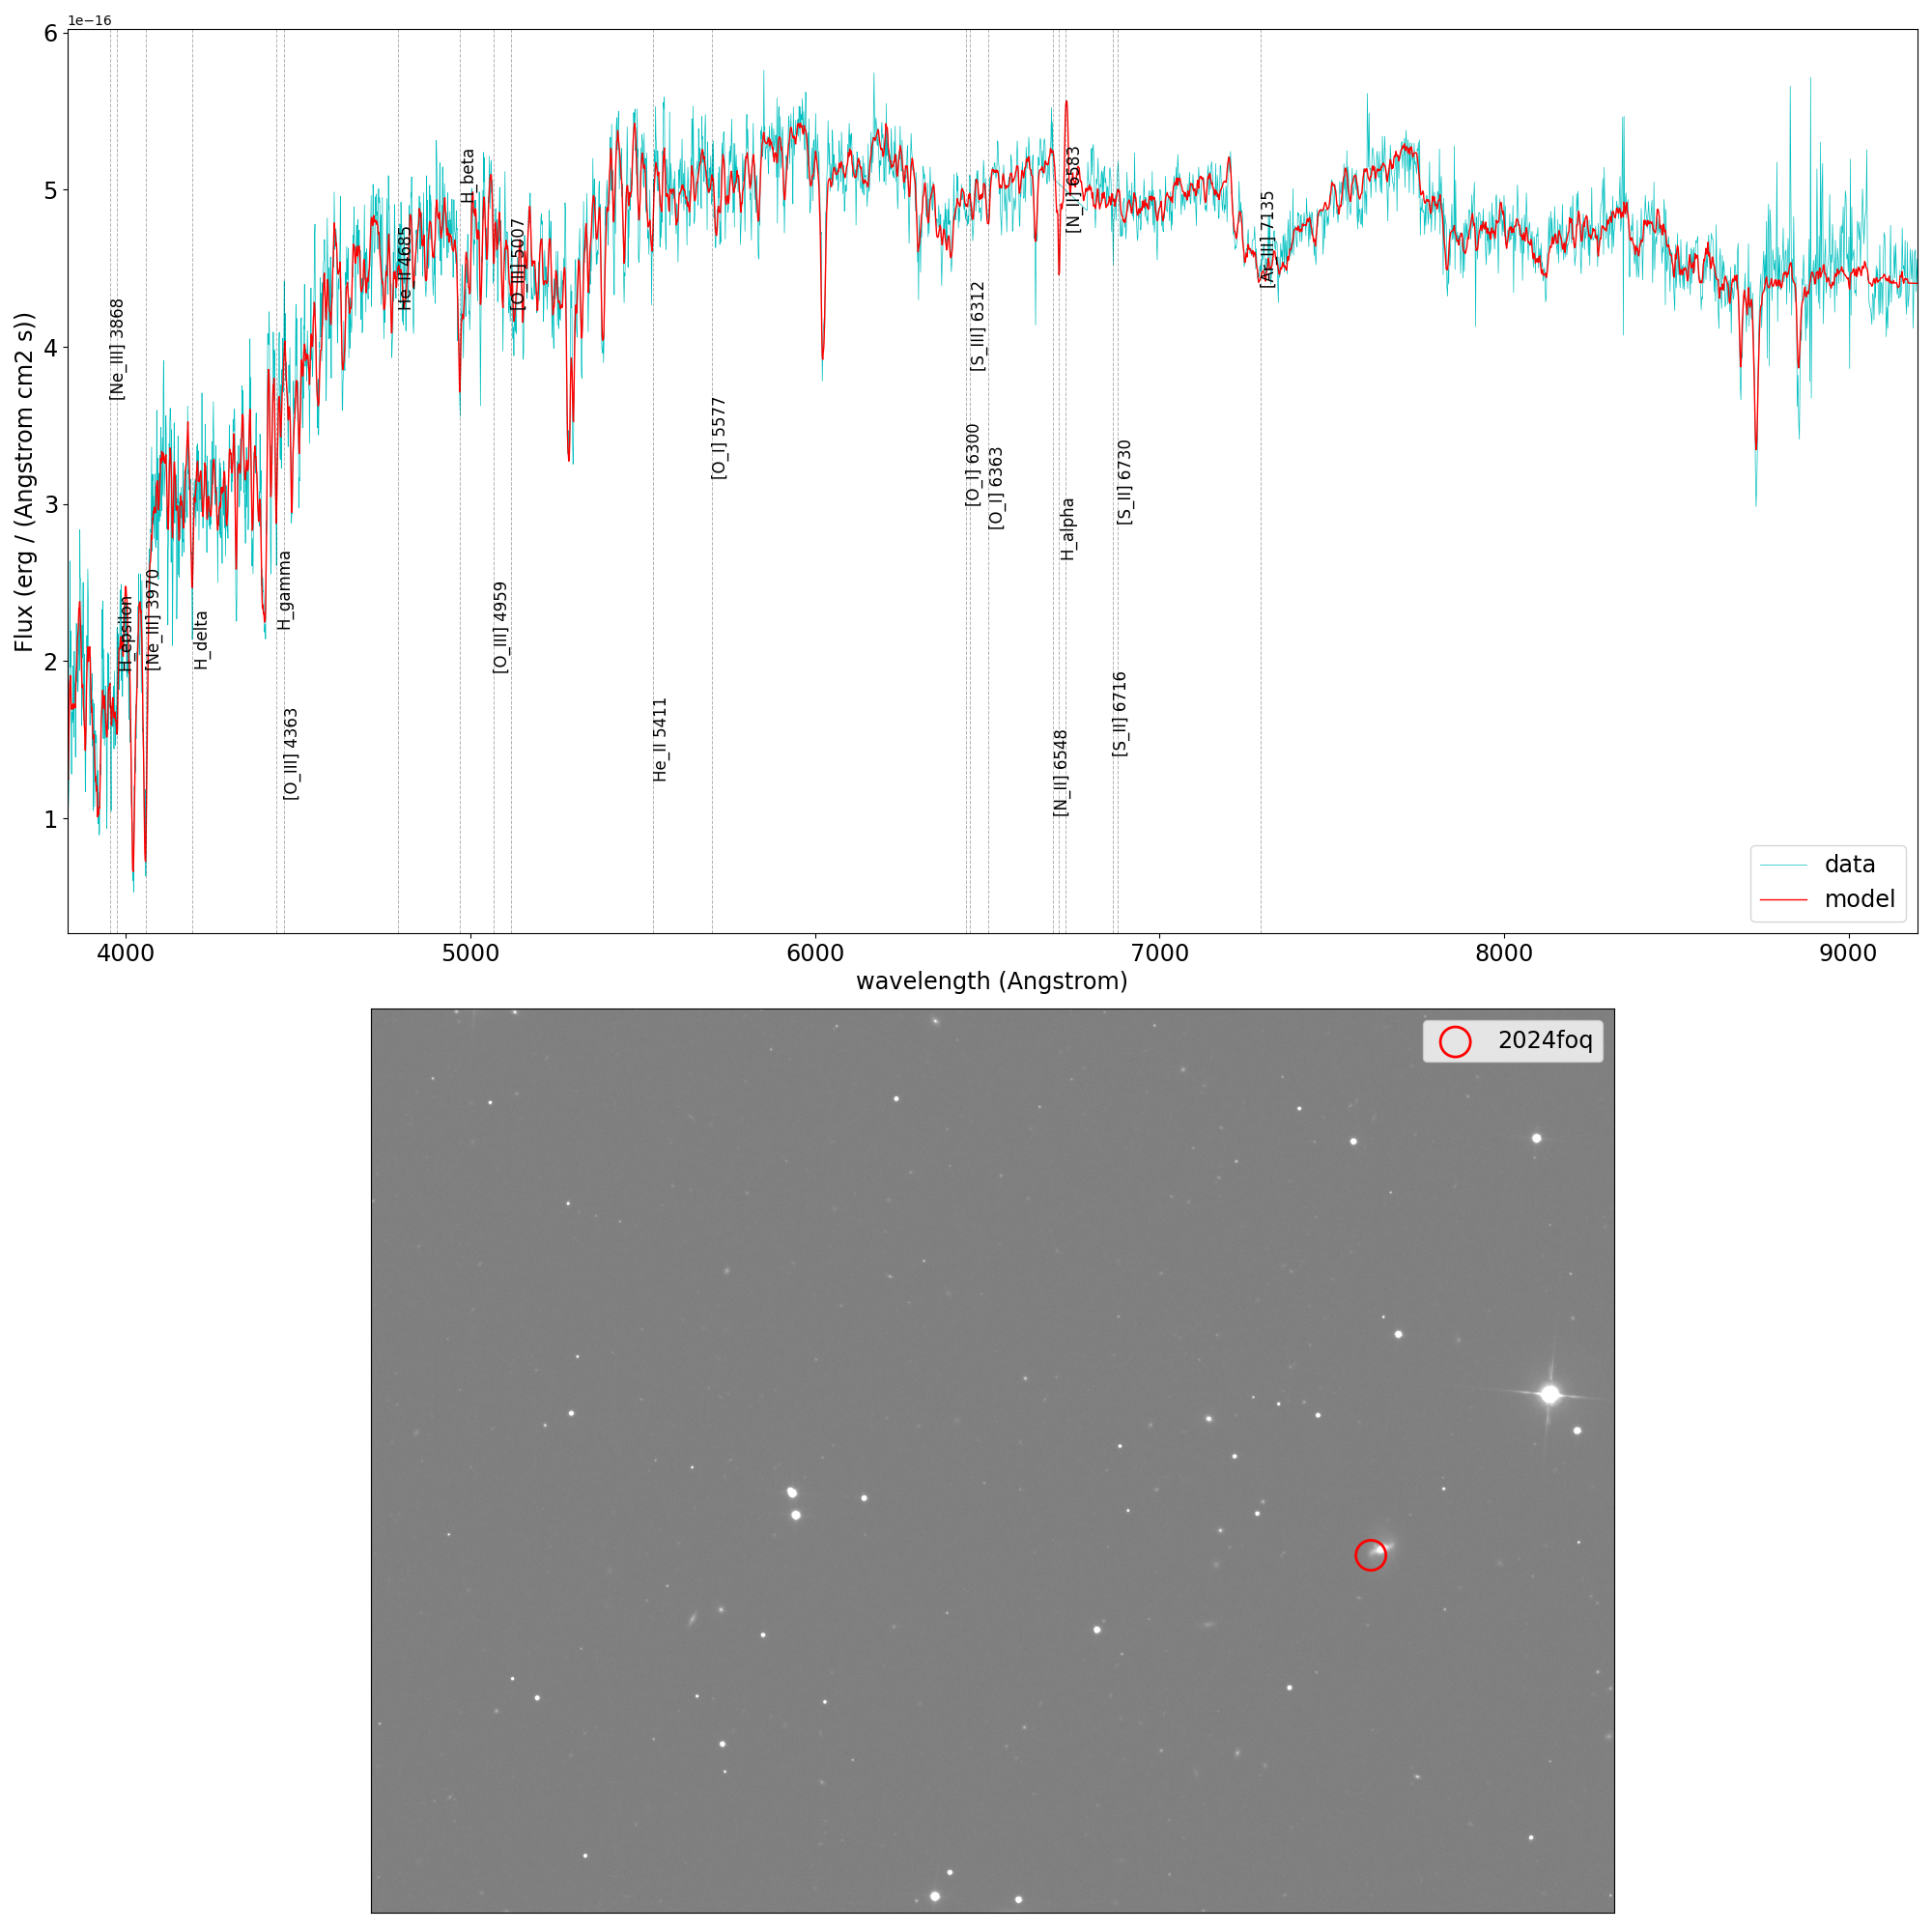 1e−16
6
5
4
3
2
1
Flux (erg / (Angstrom cm2 s))
[Ne_III] 3868
H_epsilon
[Ne_III] 3970
H_delta
H_gamma
[O_III] 4363
He_II 4685
H_beta
[O_III] 4959
[O_III] 5007
He_II 5411
[O_I] 5577
[O_I] 6300
[S_III] 6312
[O_I] 6363
[N_II] 6548
H_alpha
[N_II] 6583
[S_II] 6716
[S_II] 6730
[Ar_III] 7135
data
model
4000 5000 6000 7000 8000 9000
wavelength (Angstrom)
2024foq